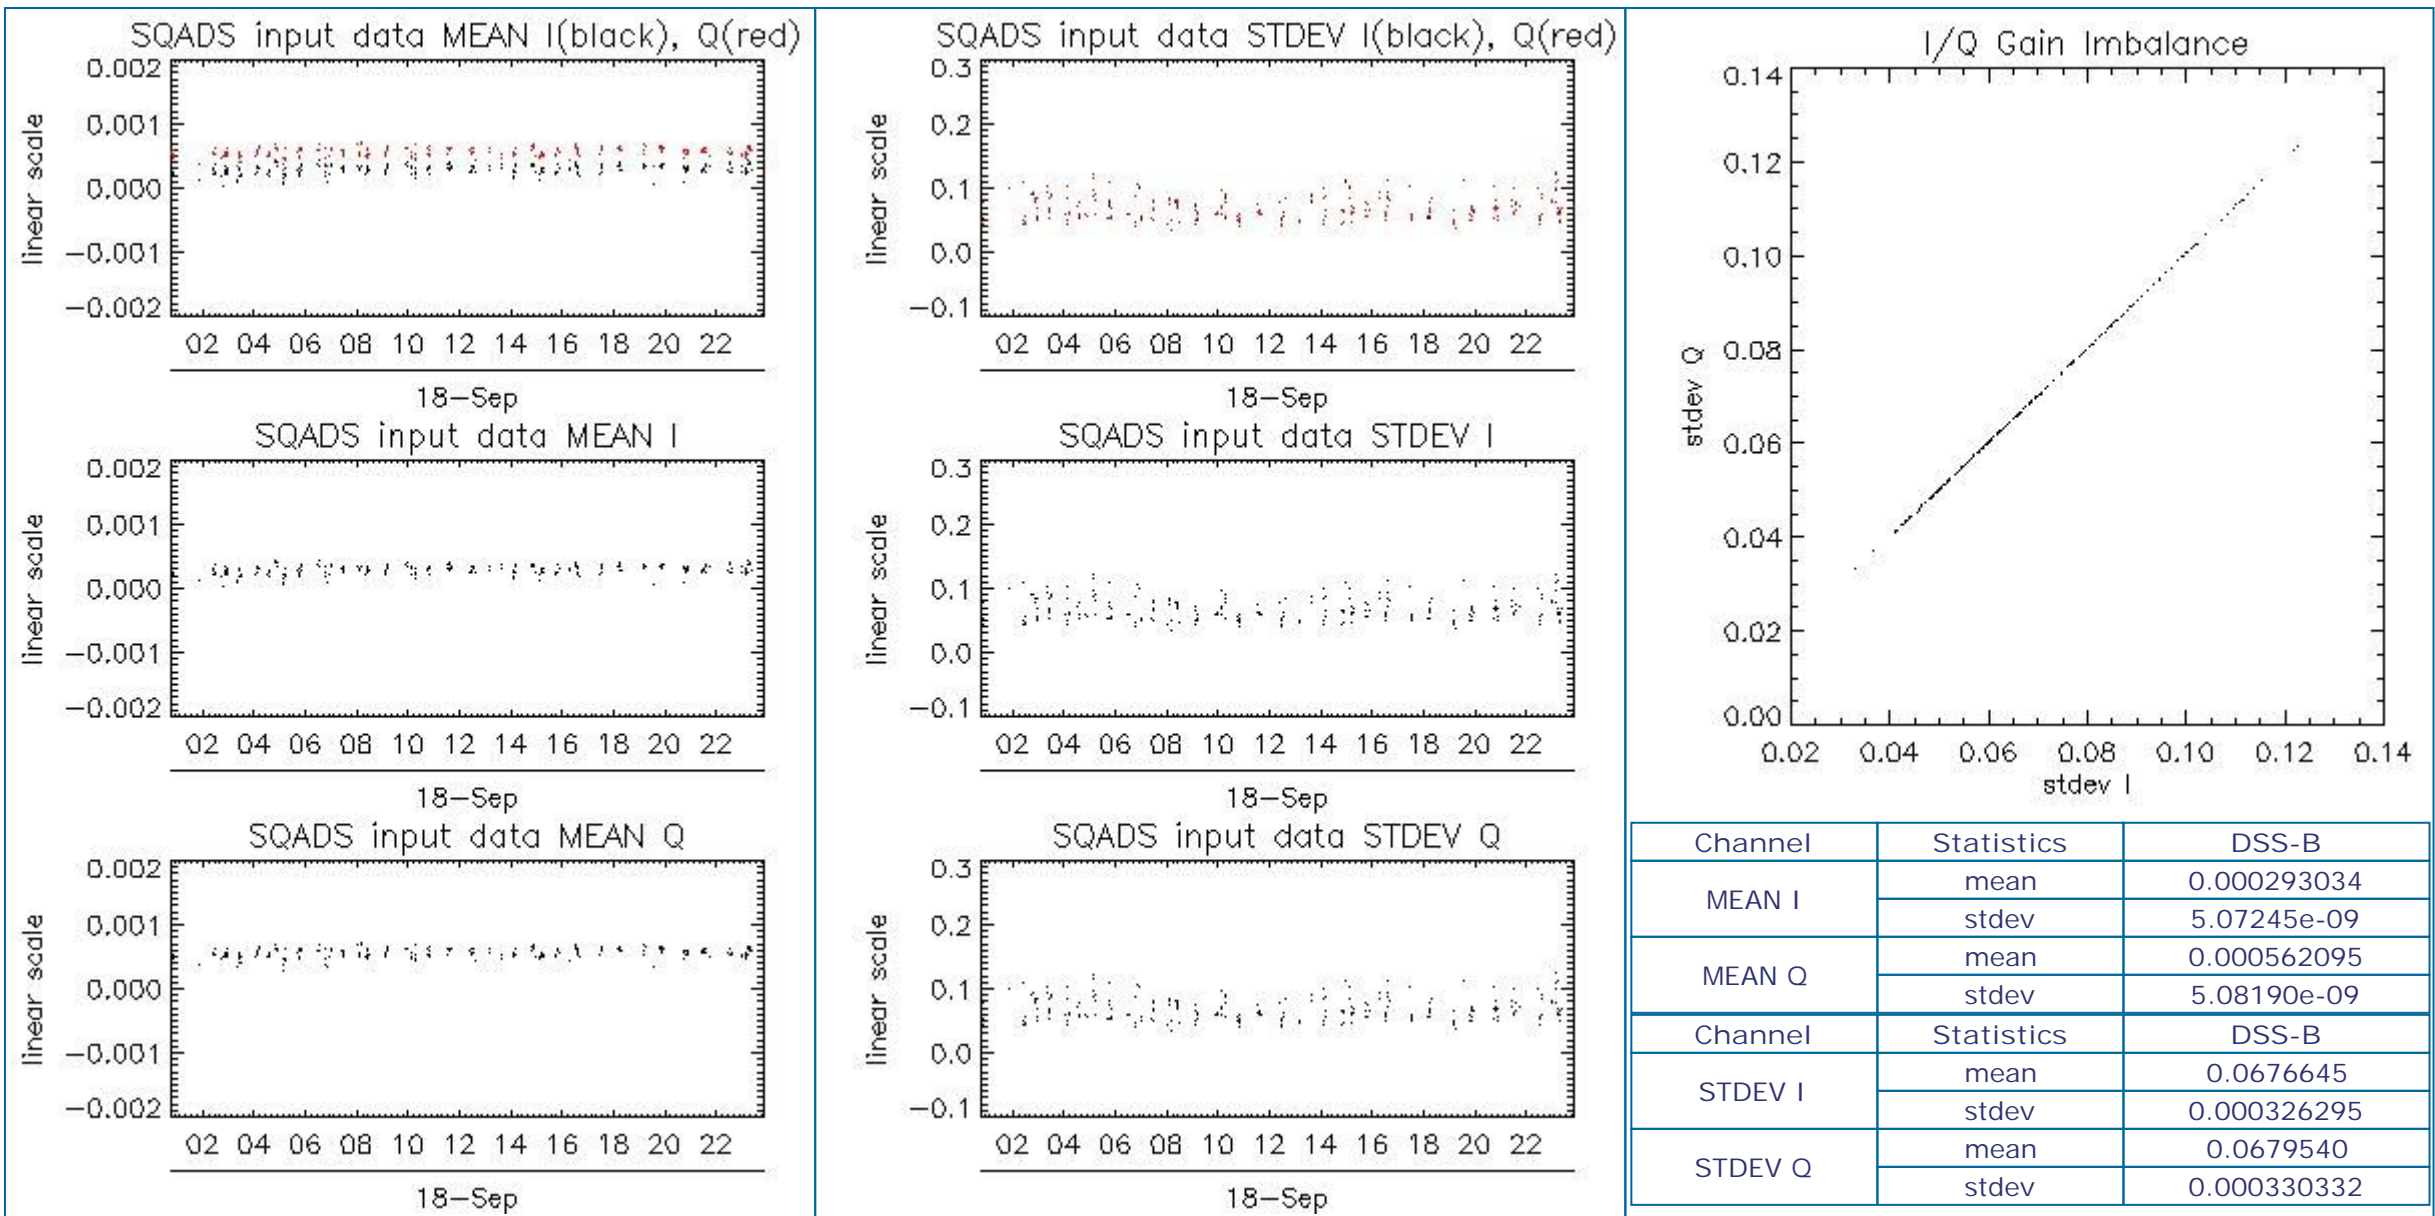 SQADS input data MEAN I(black), Q(red)
0.002
0.001
0.000
−0.001
−0.002
linear scale
02 04 06 08 10 12 14 16 18 20 22
18−Sep
SQADS input data MEAN I
0.002
0.001
0.000
−0.001
−0.002
linear scale
02 04 06 08 10 12 14 16 18 20 22
18−Sep
SQADS input data MEAN Q
0.002
0.001
0.000
−0.001
−0.002
linear scale
02 04 06 08 10 12 14 16 18 20 22
18−Sep
SQADS input data STDEV I(black), Q(red)
0.3
0.2
0.1
0.0
−0.1
linear scale
02 04 06 08 10 12 14 16 18 20 22
18−Sep
SQADS input data STDEV I
0.3
0.2
0.1
0.0
−0.1
linear scale
02 04 06 08 10 12 14 16 18 20 22
18−Sep
SQADS input data STDEV Q
0.3
0.2
0.1
0.0
−0.1
linear scale
02 04 06 08 10 12 14 16 18 20 22
18−Sep
I/Q Gain Imbalance
0.14
0.12
0.10
0.08
0.06
0.04
0.02
0.00
stdev Q
0.02 0.04 0.06 0.08 0.10 0.12 0.14
stdev I
Channel Statistics DSS-B
MEAN I mean 0.000293034
stdev 5.07245e-09
MEAN Q mean 0.000562095
stdev 5.08190e-09
Channel Statistics DSS-B
STDEV I mean 0.0676645
stdev 0.000326295
STDEV Q mean 0.0679540
stdev 0.000330332